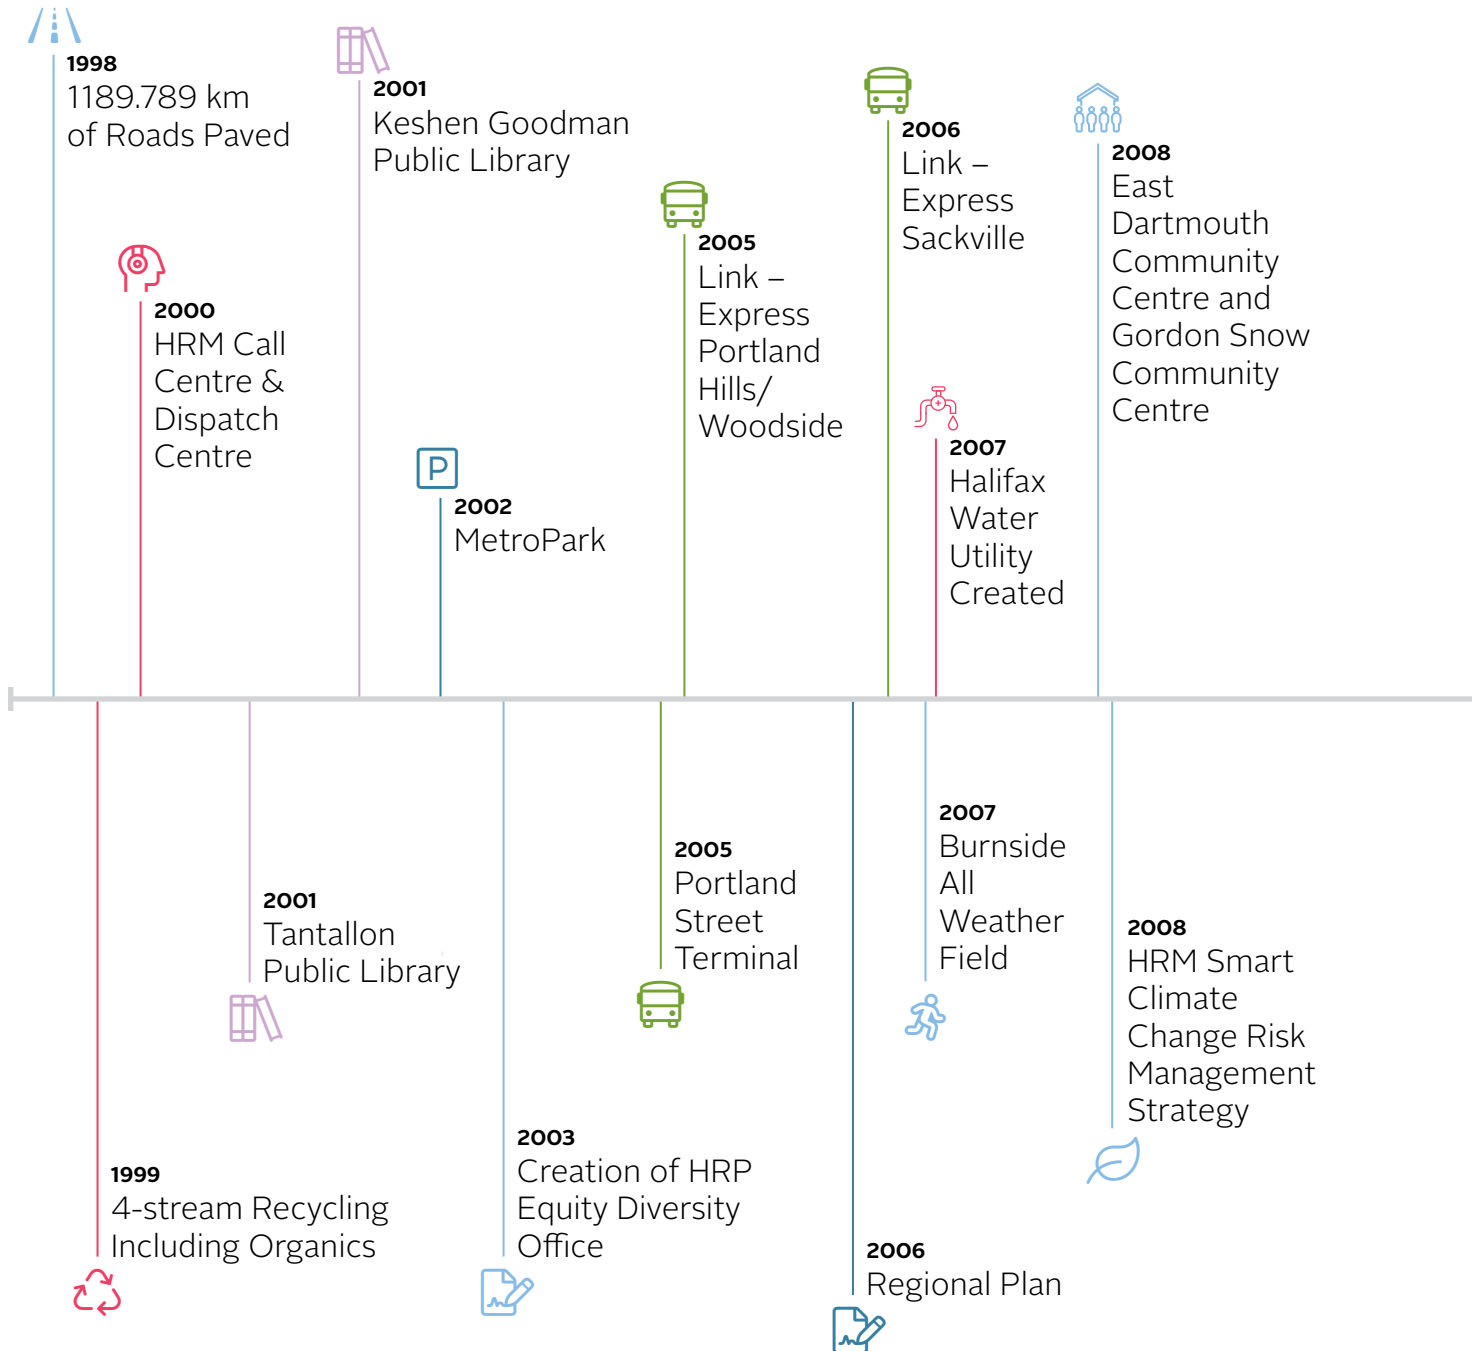 1998
1189.789 km
of Roads Paved
2001
Keshen Goodman
Public Library
2006
Link –
Express
Sackville
2008
East
Dartmouth
Community
Centre and
Gordon Snow
Community
Centre
2005
Link –
Express
Portland
Hills/
Woodside
2000
HRM Call
Centre &
Dispatch
Centre
2007
Halifax
Water
Utility
Created
P
2002
MetroPark
2007
Burnside
All
Weather
Field
2005
Portland
Street
Terminal
2001
Tantallon
Public Library
2008
HRM Smart
Climate
Change Risk
Management
Strategy
2003
Creation of HRP
Equity Diversity
Office
1999
4-stream Recycling
Including Organics
2006
Regional Plan